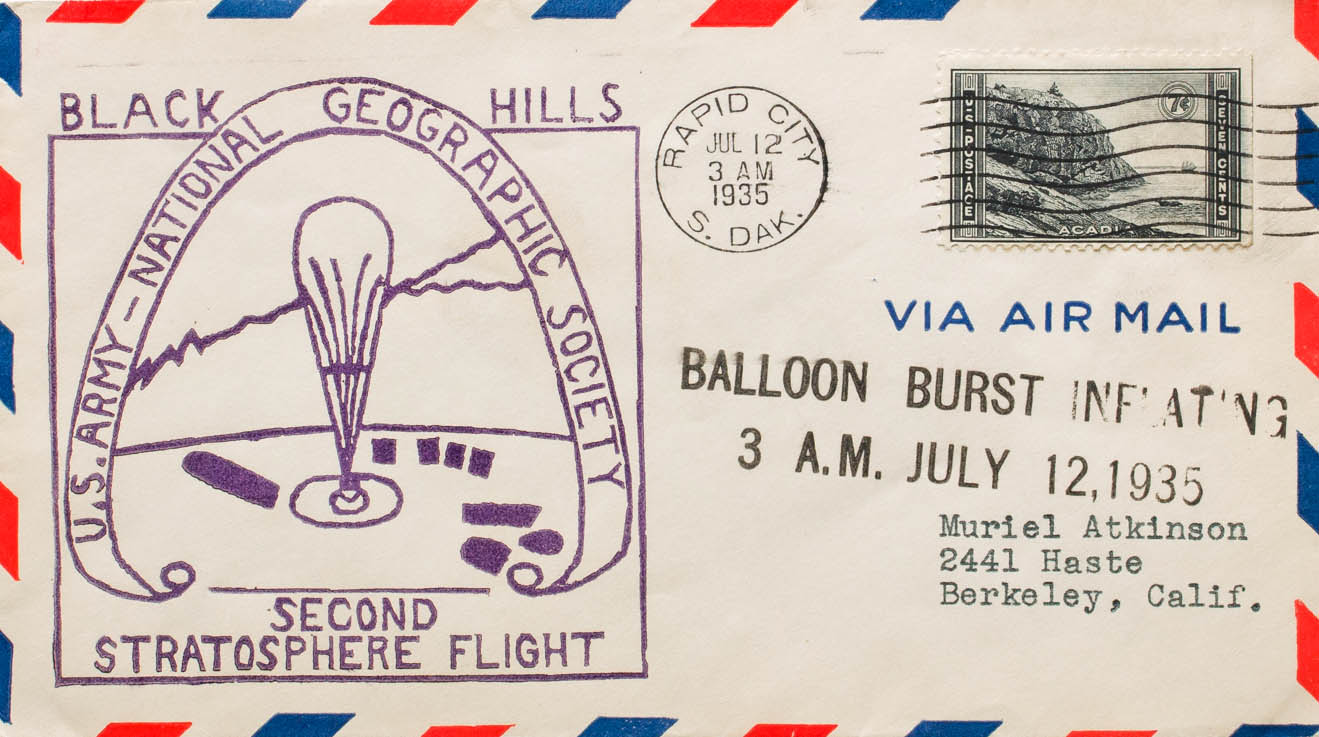 BLACK HILLS
U.S. ARMY - NATIONAL GEOGRAPHIC SOCIETY
SECOND
STRATOSPHERE FLIGHT
RAPID CITY
JUL 12
3 AM
1935
S. DAK.
U·S·POSTAGE
7¢
SEVEN CENTS
ACADIA
VIA AIR MAIL
BALLOON BURST INFLATING
3 A.M. JULY 12,1935
Muriel Atkinson
2441 Haste
Berkeley, Calif.